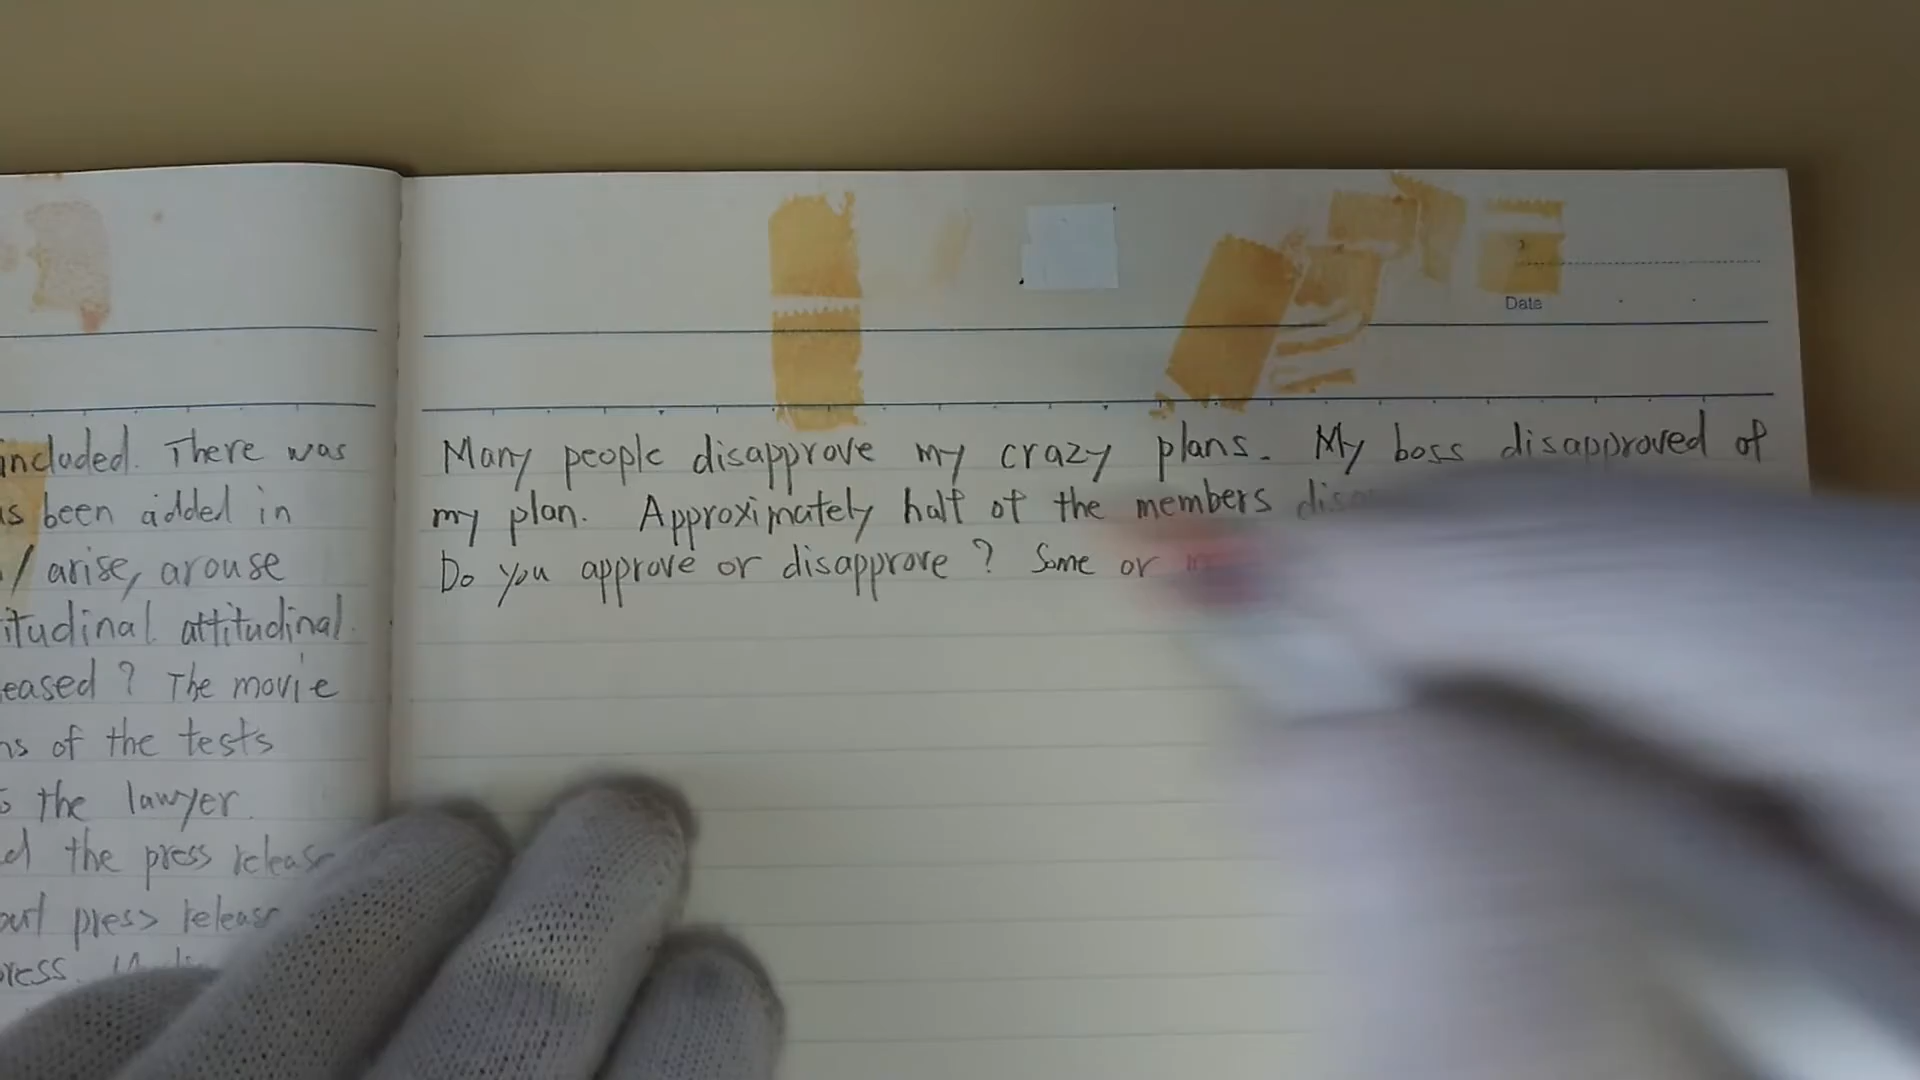 included. There was
been added in
/ arise, arouse
attitudinal
? The movie
of the tests
the lawyer.
the press release
press release
Date
Many people disapprove my crazy plans. My boss disapproved of
my plan. Approximately half of the members
Do you approve or disapprove? Some or